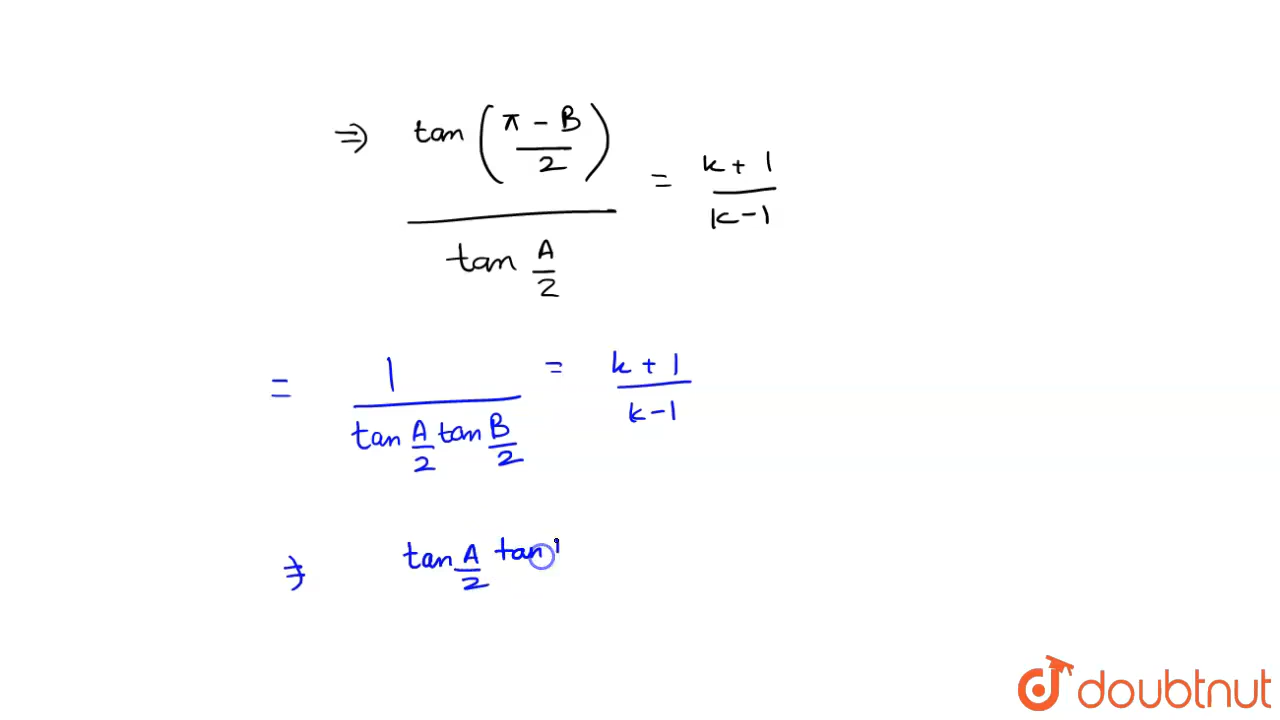 ⇒ tan (π - B / 2) / tan A/2 = k + 1 / k - 1
= 1 / tan A/2 tan B/2 = k + 1 / k - 1
⇒ tan A/2 tan
doubtnut